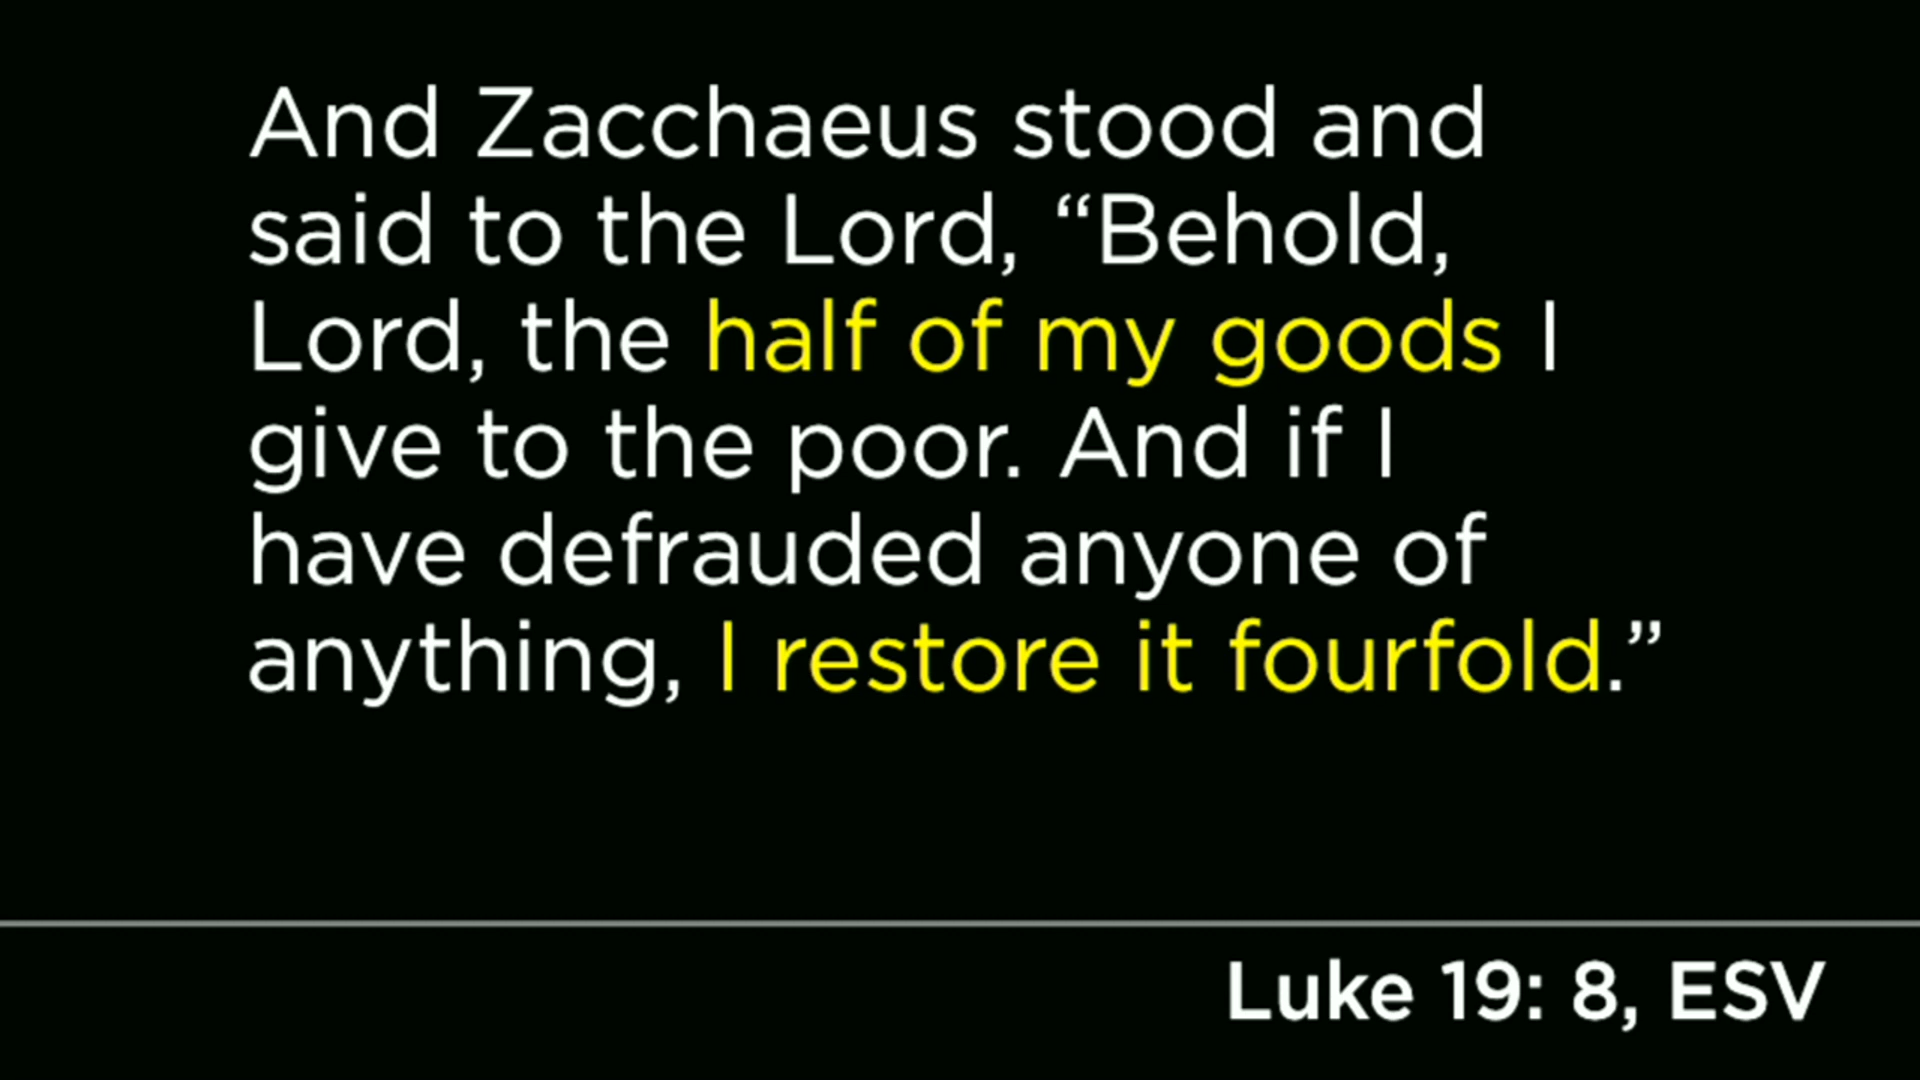 And Zacchaeus stood and
said to the Lord, “Behold,
Lord, the half of my goods I
give to the poor. And if I
have defrauded anyone of
anything, I restore it fourfold.”
Luke 19: 8, ESV